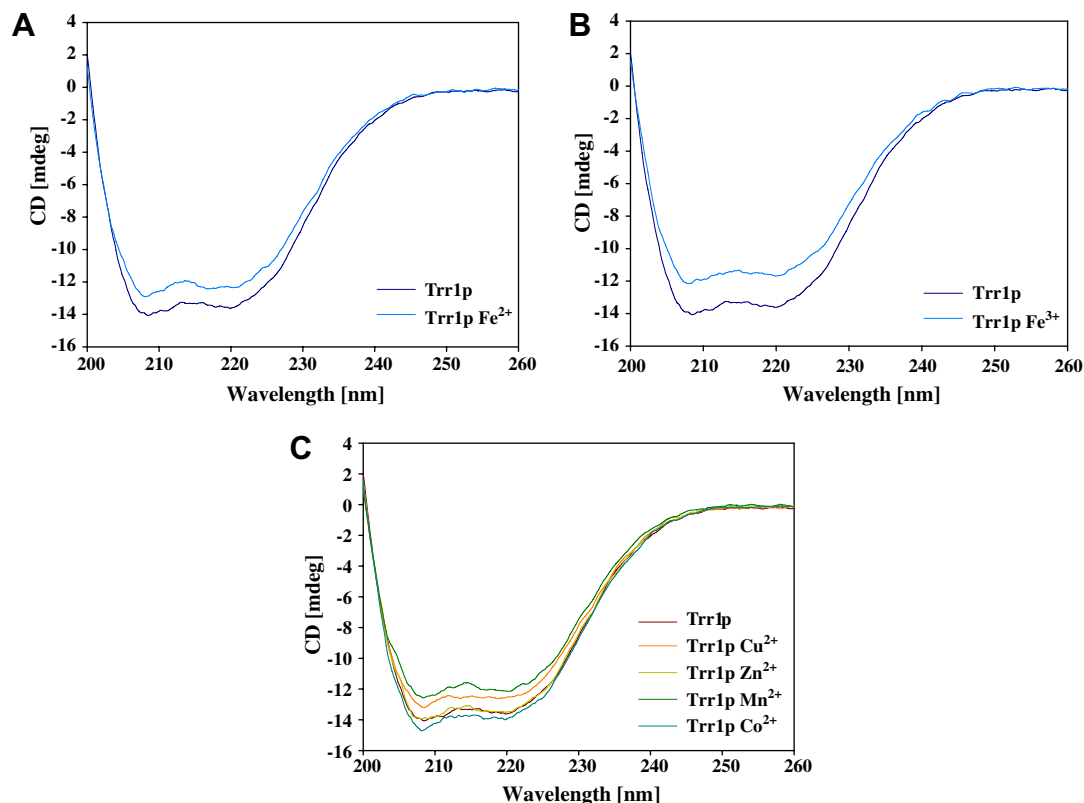 A
4
2
0
-2
-4
-6
-8
-10
-12
-14
-16
CD [mdeg]
Trr1p
Trr1p Fe²⁺
200 210 220 230 240 250 260
Wavelength [nm]
B
4
2
0
-2
-4
-6
-8
-10
-12
-14
-16
CD [mdeg]
Trr1p
Trr1p Fe³⁺
200 210 220 230 240 250 260
Wavelength [nm]
C
4
2
0
-2
-4
-6
-8
-10
-12
-14
-16
CD [mdeg]
Trr1p
Trr1p Cu²⁺
Trr1p Zn²⁺
Trr1p Mn²⁺
Trr1p Co²⁺
200 210 220 230 240 250 260
Wavelength [nm]